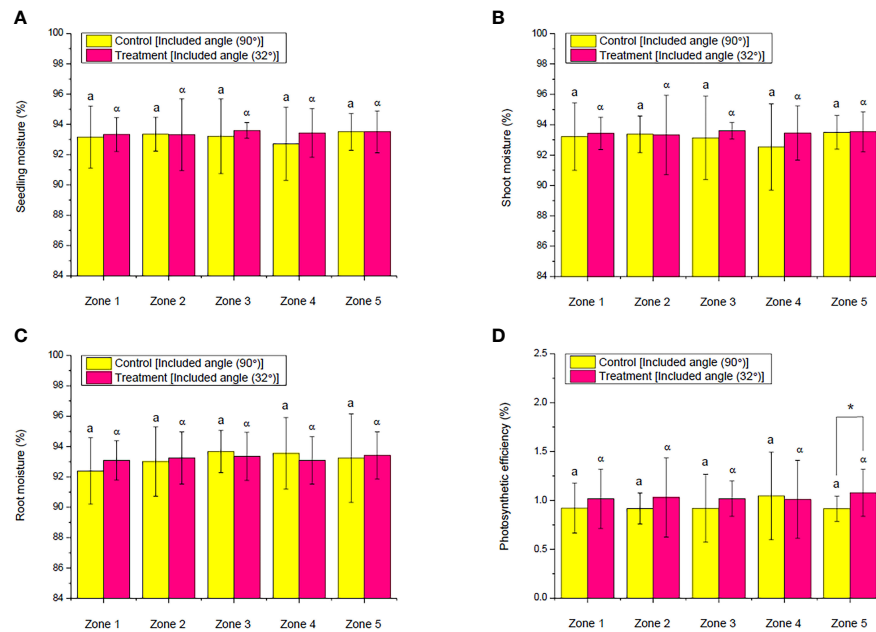 A
100
98
96
94
92
90
88
86
84
Seedling moisture (%)
Control [Included angle (90°)]
Treatment [Included angle (32°)]
a α a α a α a α a α
Zone 1 Zone 2 Zone 3 Zone 4 Zone 5
B
100
98
96
94
92
90
88
86
84
Shoot moisture (%)
Control [Included angle (90°)]
Treatment [Included angle (32°)]
a α a α a α a α a α
Zone 1 Zone 2 Zone 3 Zone 4 Zone 5
C
100
98
96
94
92
90
88
86
84
Root moisture (%)
Control [Included angle (90°)]
Treatment [Included angle (32°)]
a α a α a α a α a α
Zone 1 Zone 2 Zone 3 Zone 4 Zone 5
D
2.5
2.0
1.5
1.0
0.5
0.0
Photosynthetic efficiency (%)
Control [Included angle (90°)]
Treatment [Included angle (32°)]
*
a α a α a α a α a α
Zone 1 Zone 2 Zone 3 Zone 4 Zone 5